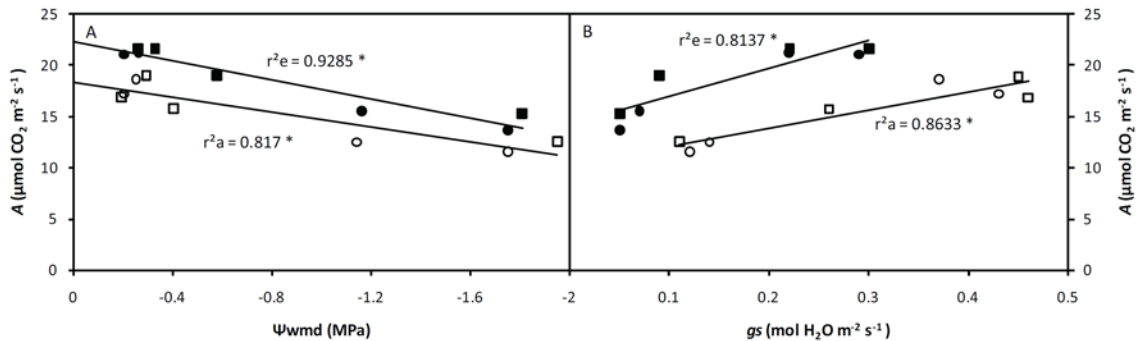 A
B
r²e = 0.9285 *
r²a = 0.817 *
r²e = 0.8137 *
r²a = 0.8633 *
25
20
15
10
5
0
A (µmol CO₂ m⁻² s⁻¹)
0 -0.4 -0.8 -1.2 -1.6 -2
Ψwmd (MPa)
0.1 0.2 0.3 0.4 0.5
gs (mol H₂O m⁻² s⁻¹)
25
20
15
10
5
0
A (µmol CO₂ m⁻² s⁻¹)